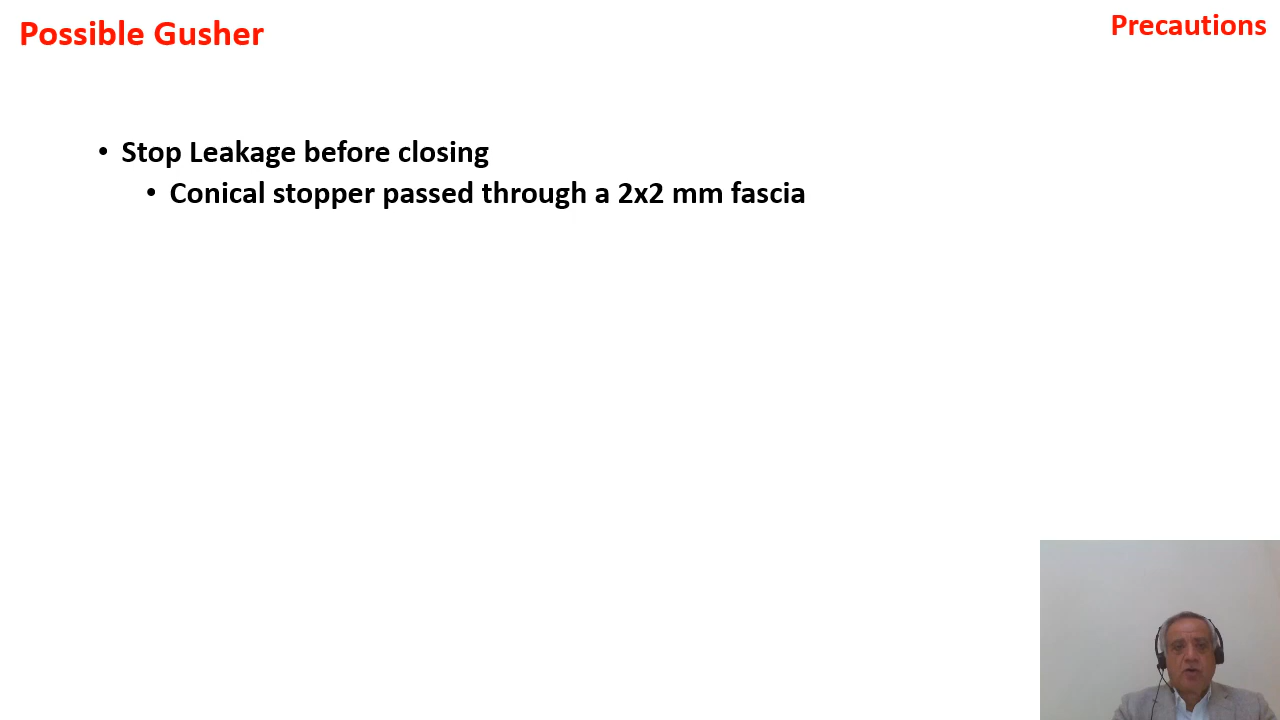 Possible Gusher
Precautions
• Stop Leakage before closing
• Conical stopper passed through a 2x2 mm fascia